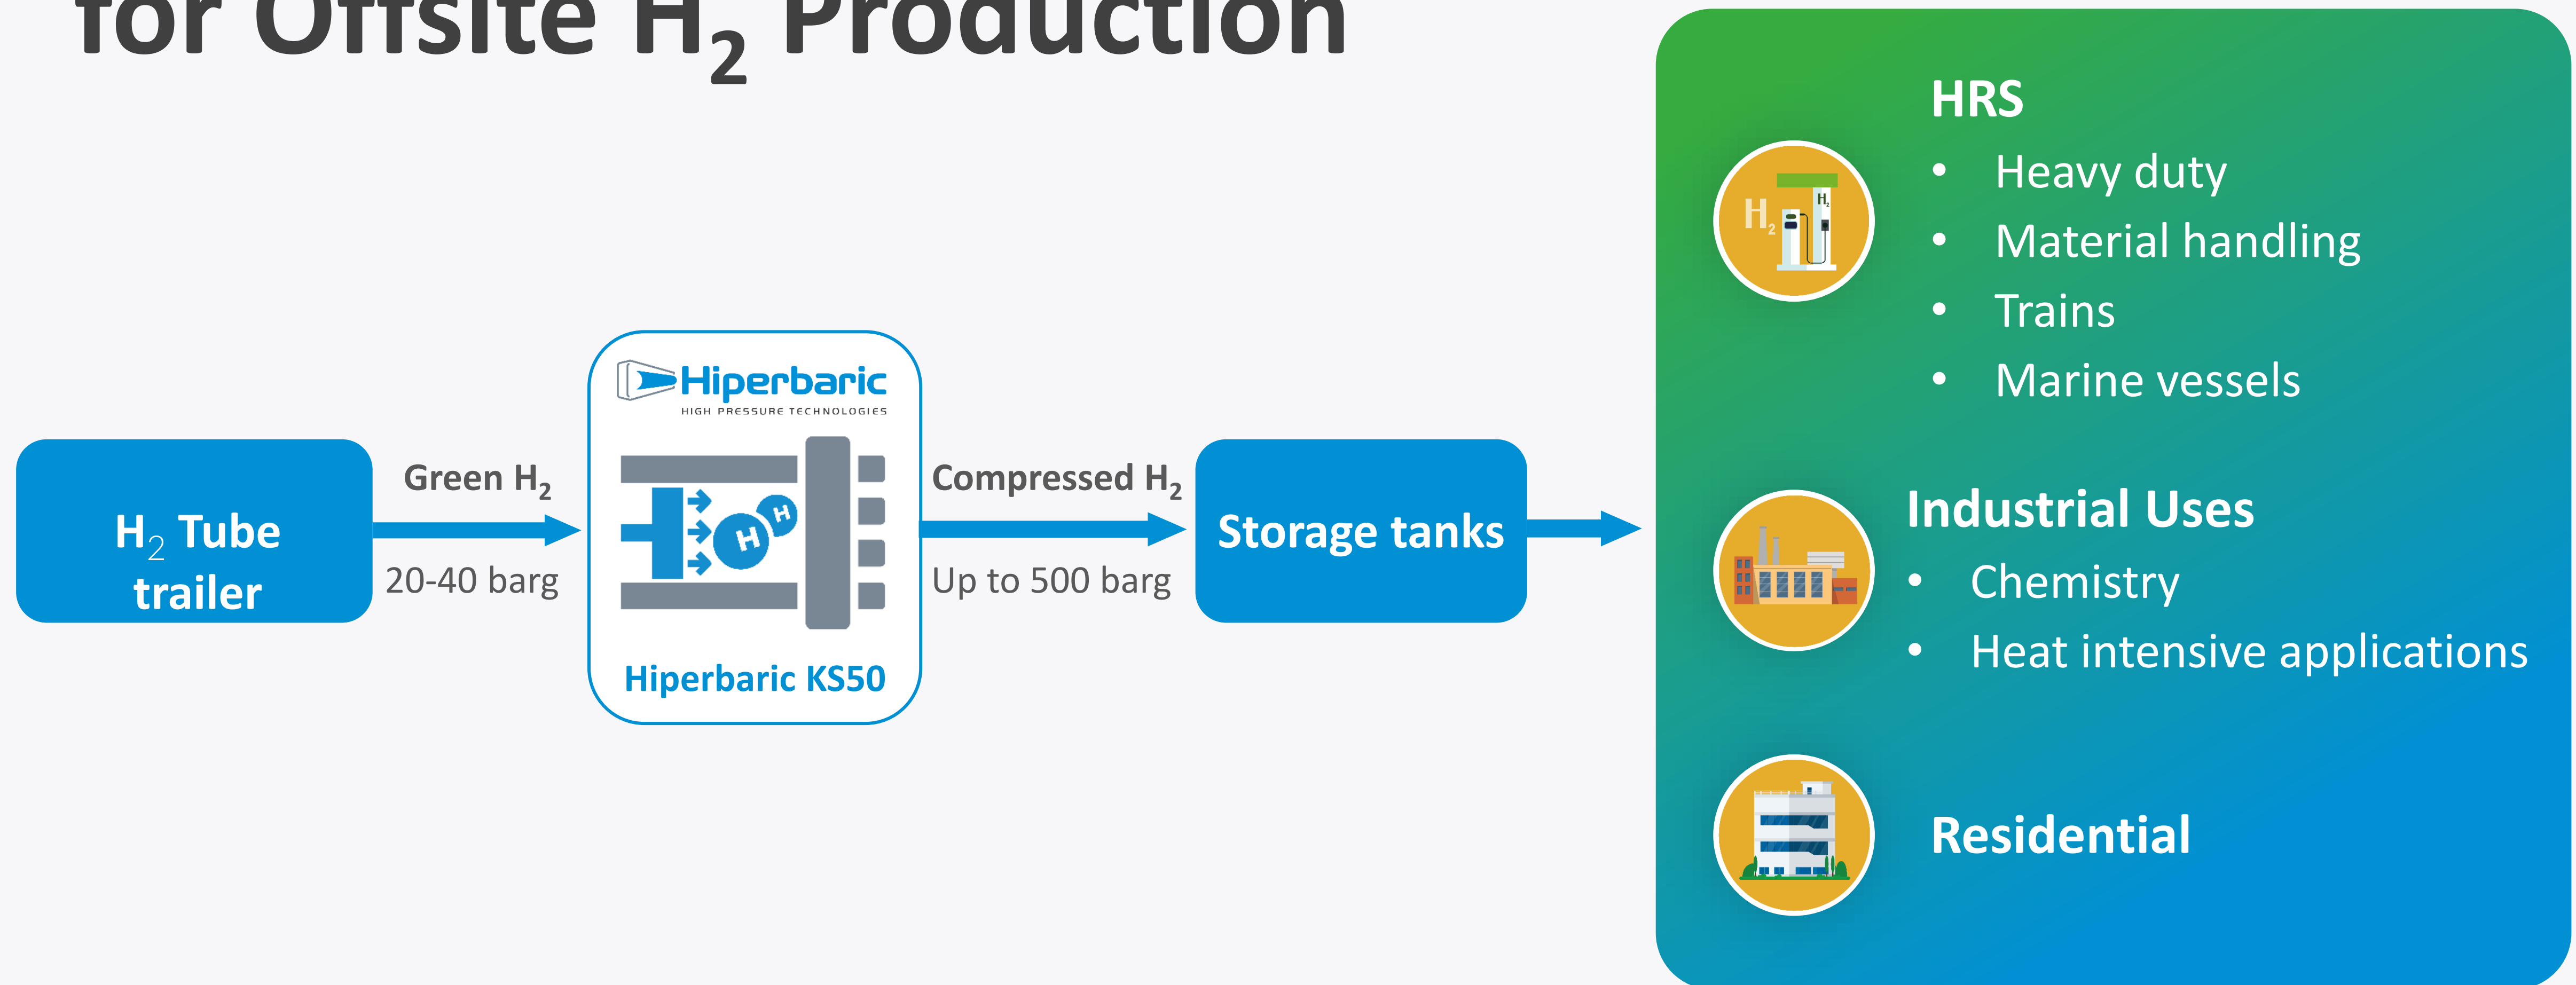 for Offsite H₂ Production
H₂ Tube
trailer
Green H₂
20-40 barg
Hiperbaric
HIGH PRESSURE TECHNOLOGIES
H
H
Hiperbaric KS50
Compressed H₂
Up to 500 barg
Storage tanks
H₂
H₂
HRS
• Heavy duty
• Material handling
• Trains
• Marine vessels
Industrial Uses
• Chemistry
• Heat intensive applications
Residential